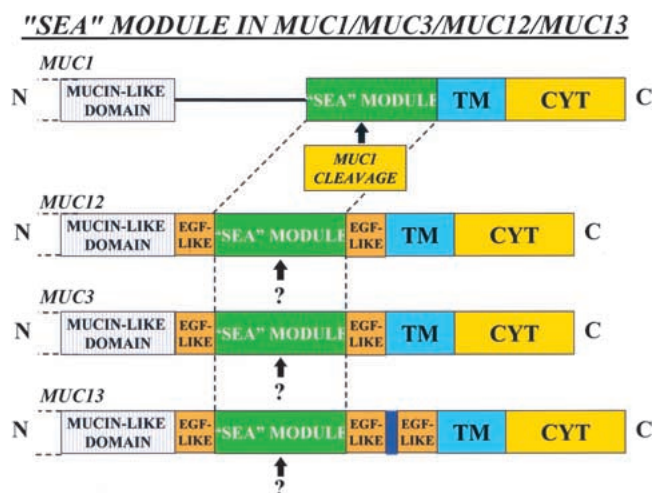 "SEA" MODULE IN MUC1/MUC3/MUC12/MUC13
MUC1
N
MUCIN-LIKE
DOMAIN
"SEA" MODULE
TM
CYT
C
MUC1
CLEAVAGE
MUC12
N
MUCIN-LIKE
DOMAIN
EGF-
LIKE
"SEA" MODULE
EGF-
LIKE
TM
CYT
C
?
MUC3
N
MUCIN-LIKE
DOMAIN
EGF-
LIKE
"SEA" MODULE
EGF-
LIKE
TM
CYT
C
?
MUC13
N
MUCIN-LIKE
DOMAIN
EGF-
LIKE
"SEA" MODULE
EGF-
LIKE
EGF-
LIKE
TM
CYT
C
?